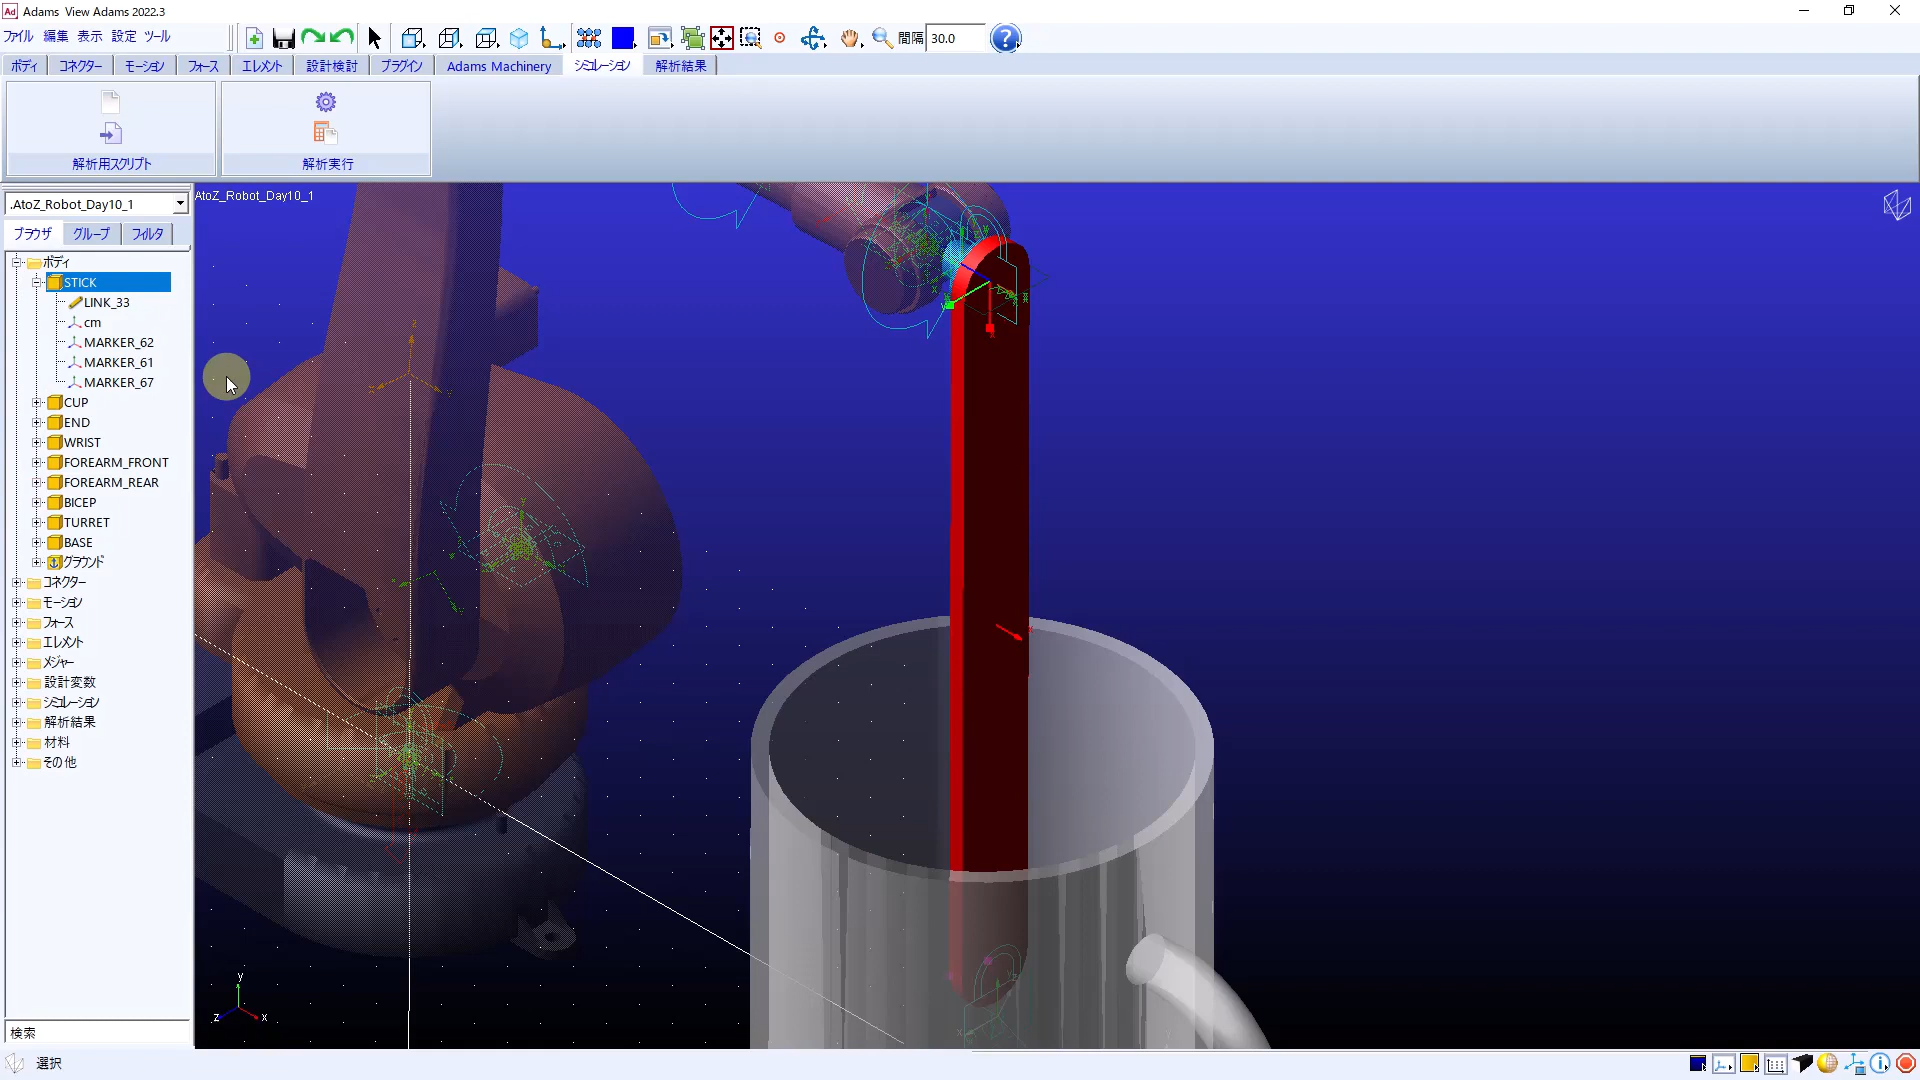 Adams View Adams 2022.3
ファイル 編集 表示 設定 ツール
間隔 30.0
ボディ コネクター モーション フォース エレメント 設計検討 プラグイン Adams Machinery シミュレーション 解析結果
解析用スクリプト 解析実行
.AtoZ_Robot_Day10_1
AtoZ_Robot_Day10_1
ブラウザ グループ フィルタ
ボディ
STICK
LINK_33
cm
MARKER_62
MARKER_61
MARKER_67
CUP
END
WRIST
FOREARM_FRONT
FOREARM_REAR
BICEP
TURRET
BASE
グラウンド
コネクター
モーション
フォース
エレメント
メジャー
設計変数
シミュレーション
解析結果
材料
その他
y
z x
検索
選択